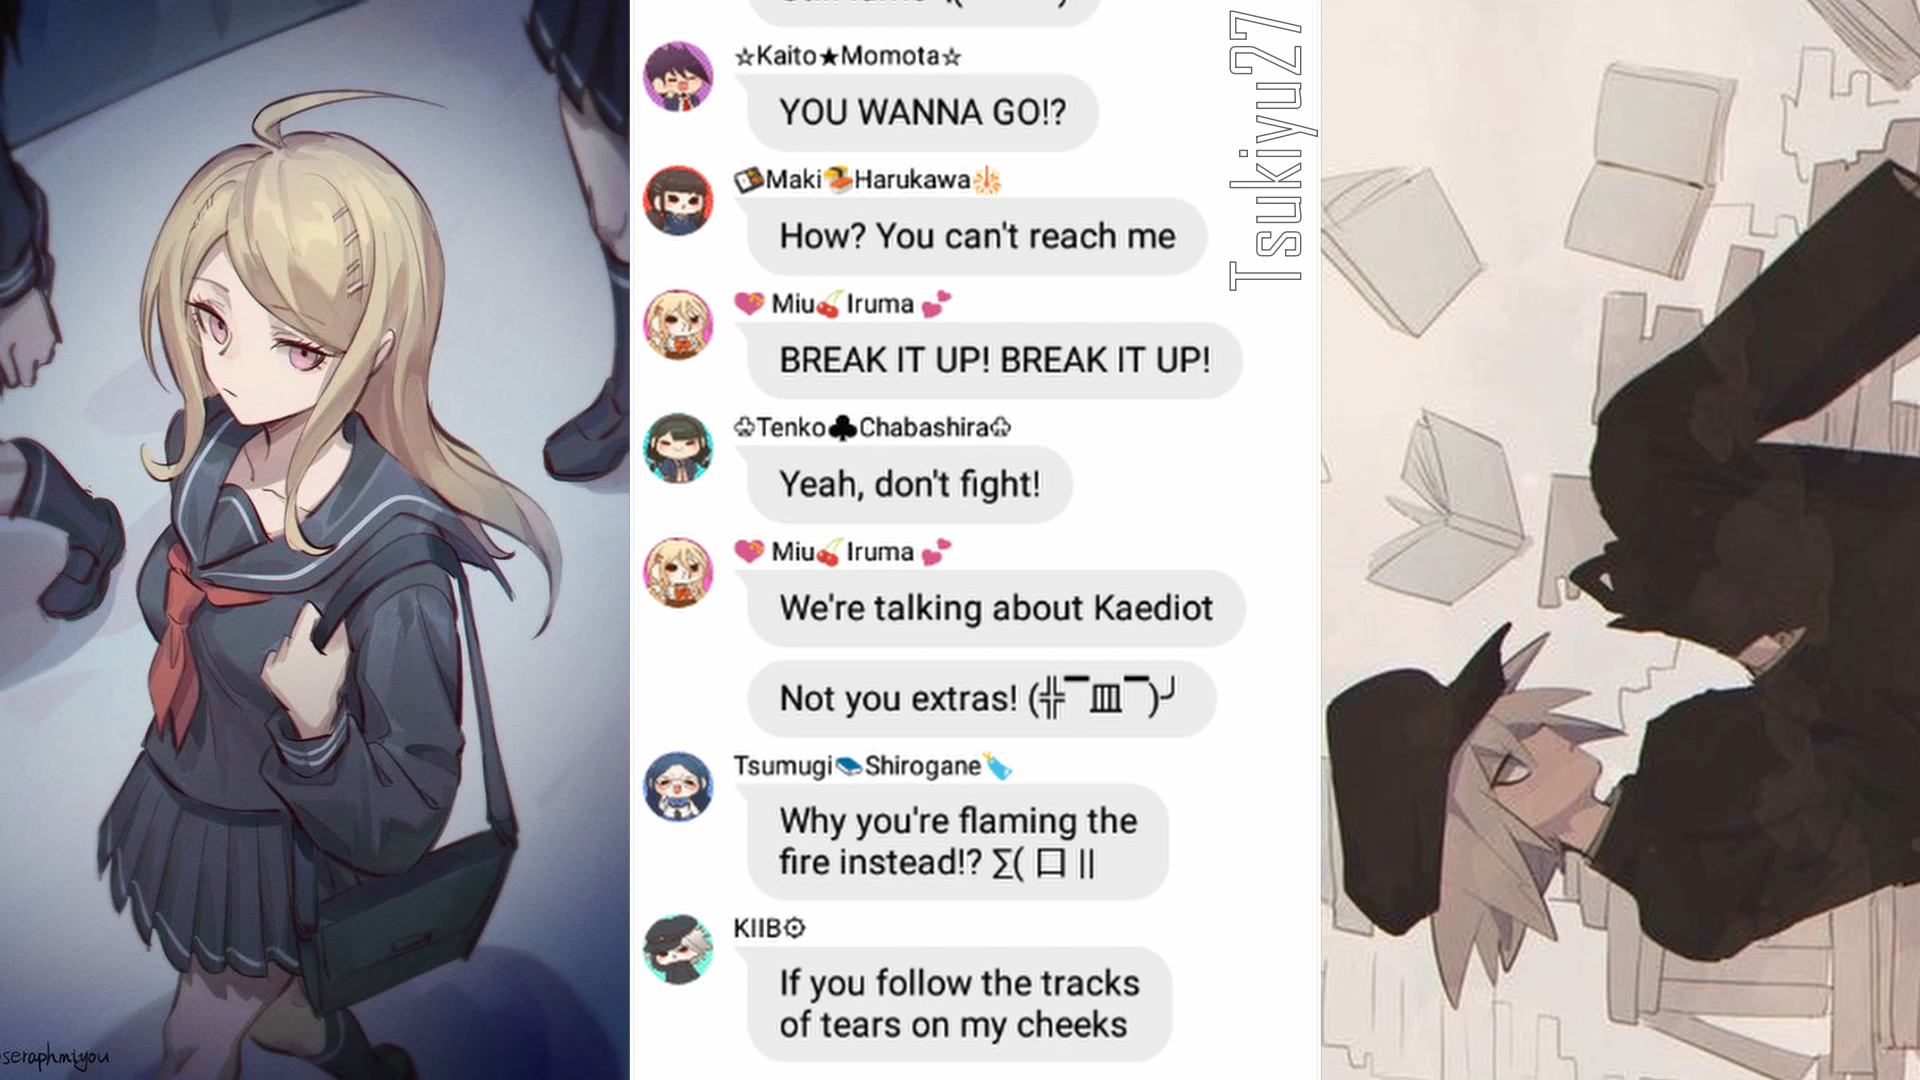 ☆Kaito★Momota☆
YOU WANNA GO!?
Maki🍣Harukawa
How? You can't reach me
💝 Miu🍒Iruma 💕
BREAK IT UP! BREAK IT UP!
♧Tenko♣Chabashira♧
Yeah, don't fight!
💝 Miu🍒Iruma 💕
We're talking about Kaediot
Not you extras! (╬▔皿▔)╯
Tsumugi📘Shirogane🧴
Why you're flaming the
fire instead!? ∑( 口 ||
KIIB⚙
If you follow the tracks
of tears on my cheeks
Tsukiyu27
seraphmiyou